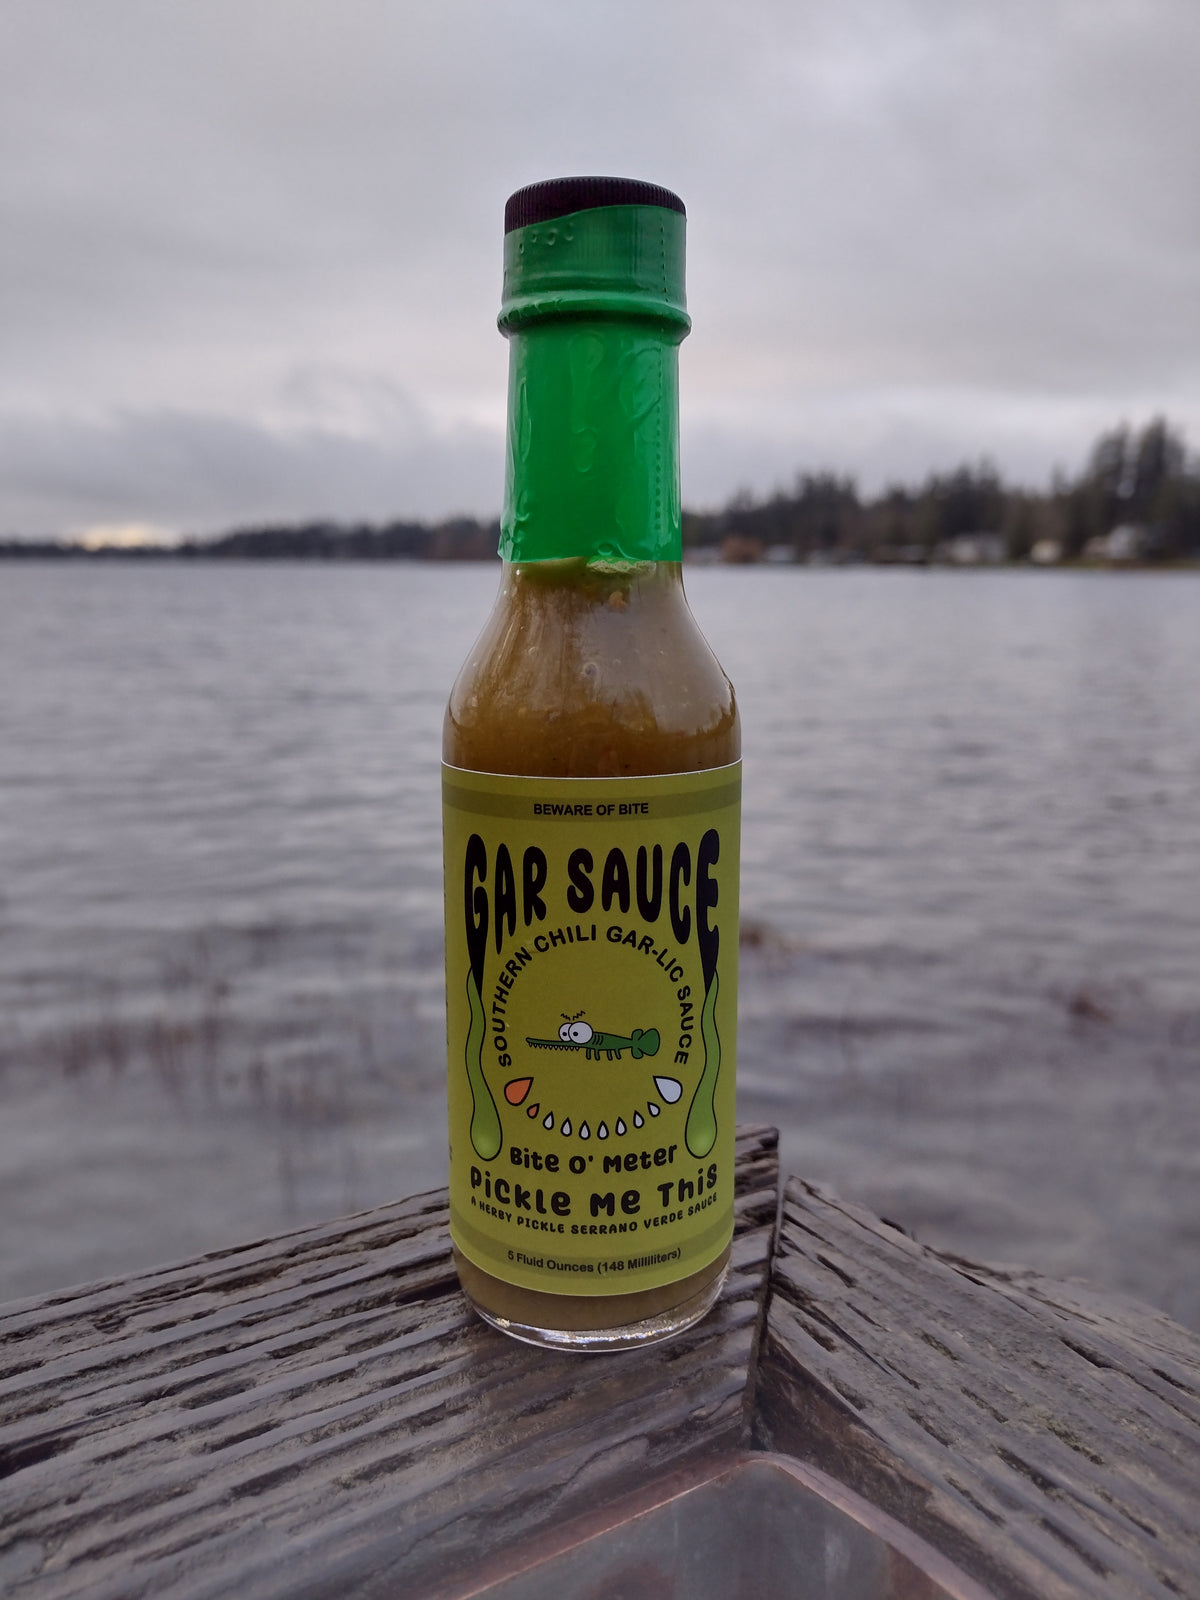 BEWARE OF BITE
GAR SAUCE
SOUTHERN CHILI GAR-LIC SAUCE
Bite O' Meter
Pickle Me This
A HERBY PICKLE SERRANO VERDE SAUCE
5 Fluid Ounces (148 Milliliters)